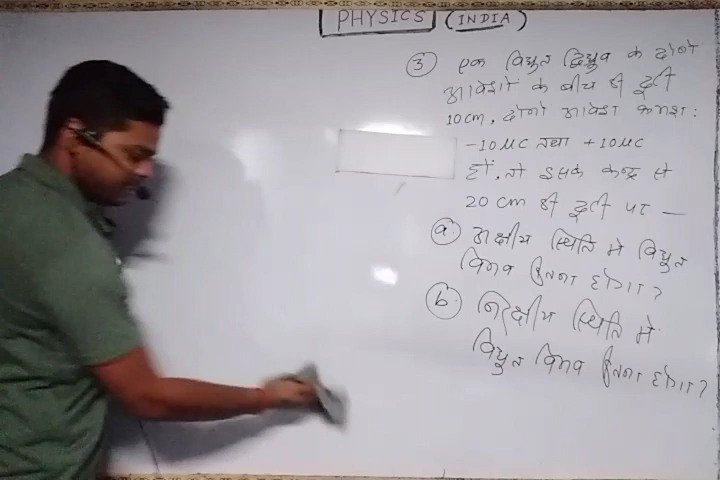 PHYSICS (INDIA)
③ एक विद्युत द्विध्रुव के दोनो
आवेशों के बीच की दूरी
10cm, दोनो आवेश क्रमशः
-10μC तथा +10μC
हों, तो इसके केन्द्र से
20 cm की दूरी पर —
ⓐ अक्षीय स्थिति मे विद्युत
विभव कितना होगा?
ⓑ निरक्षीय स्थिति मे
विद्युत विभव कितना होगा?